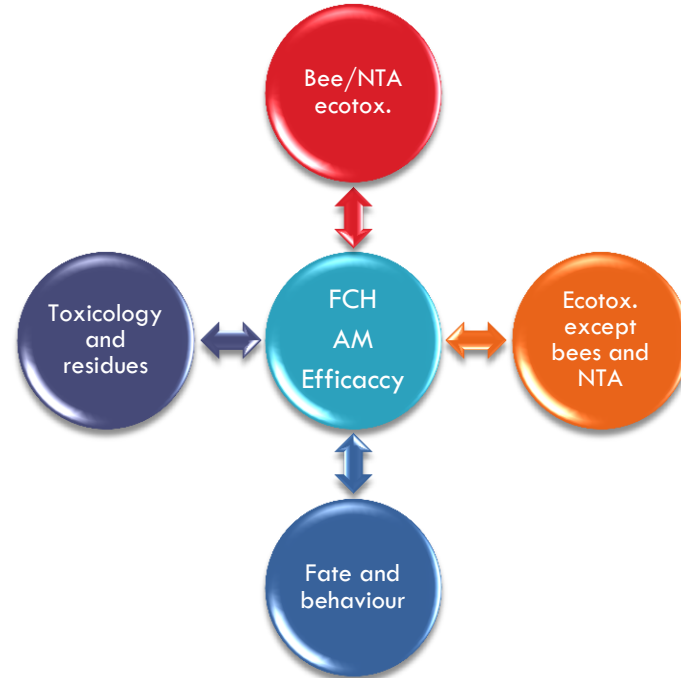 Bee/NTA
ecotox.
Toxicology
and
residues
FCH
AM
Efficaccy
Ecotox.
except
bees and
NTA
Fate and
behaviour